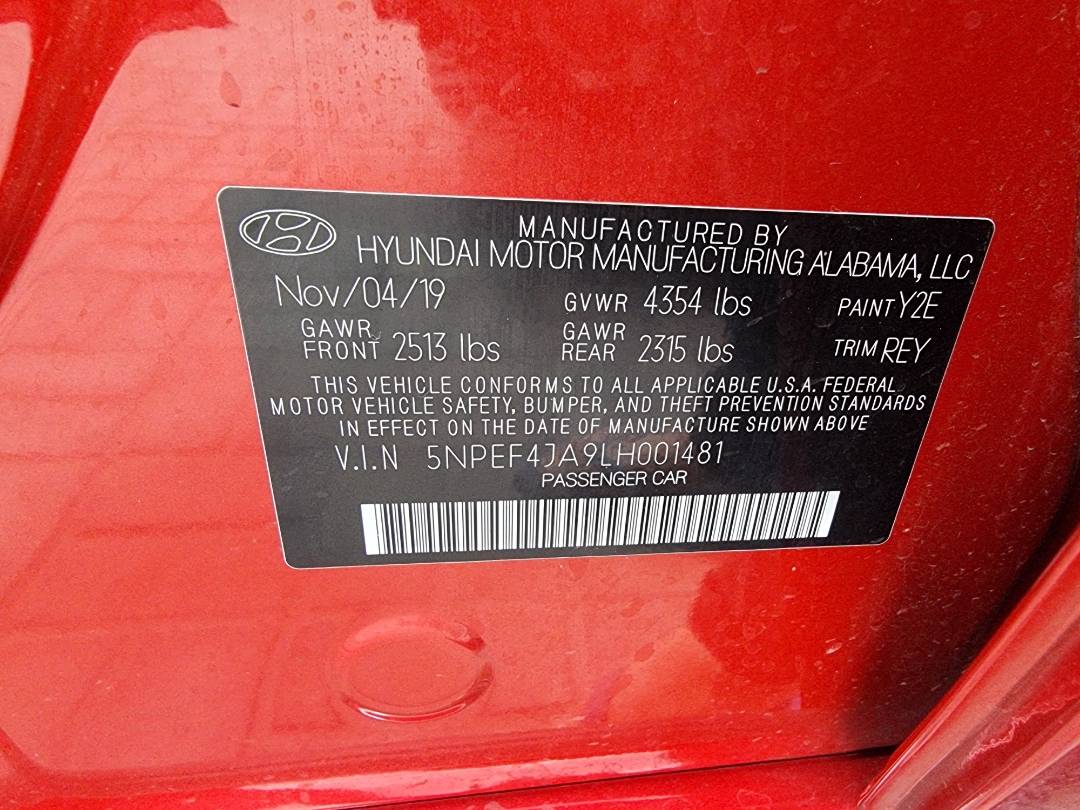 MANUFACTURED BY
HYUNDAI MOTOR MANUFACTURING ALABAMA, LLC
Nov/04/19 GVWR 4354 lbs PAINT Y2E
GAWR FRONT 2513 lbs GAWR REAR 2315 lbs TRIM REY
THIS VEHICLE CONFORMS TO ALL APPLICABLE U.S.A. FEDERAL
MOTOR VEHICLE SAFETY, BUMPER, AND THEFT PREVENTION STANDARDS
IN EFFECT ON THE DATE OF MANUFACTURE SHOWN ABOVE
V.I.N 5NPEF4JA9LH001481
PASSENGER CAR